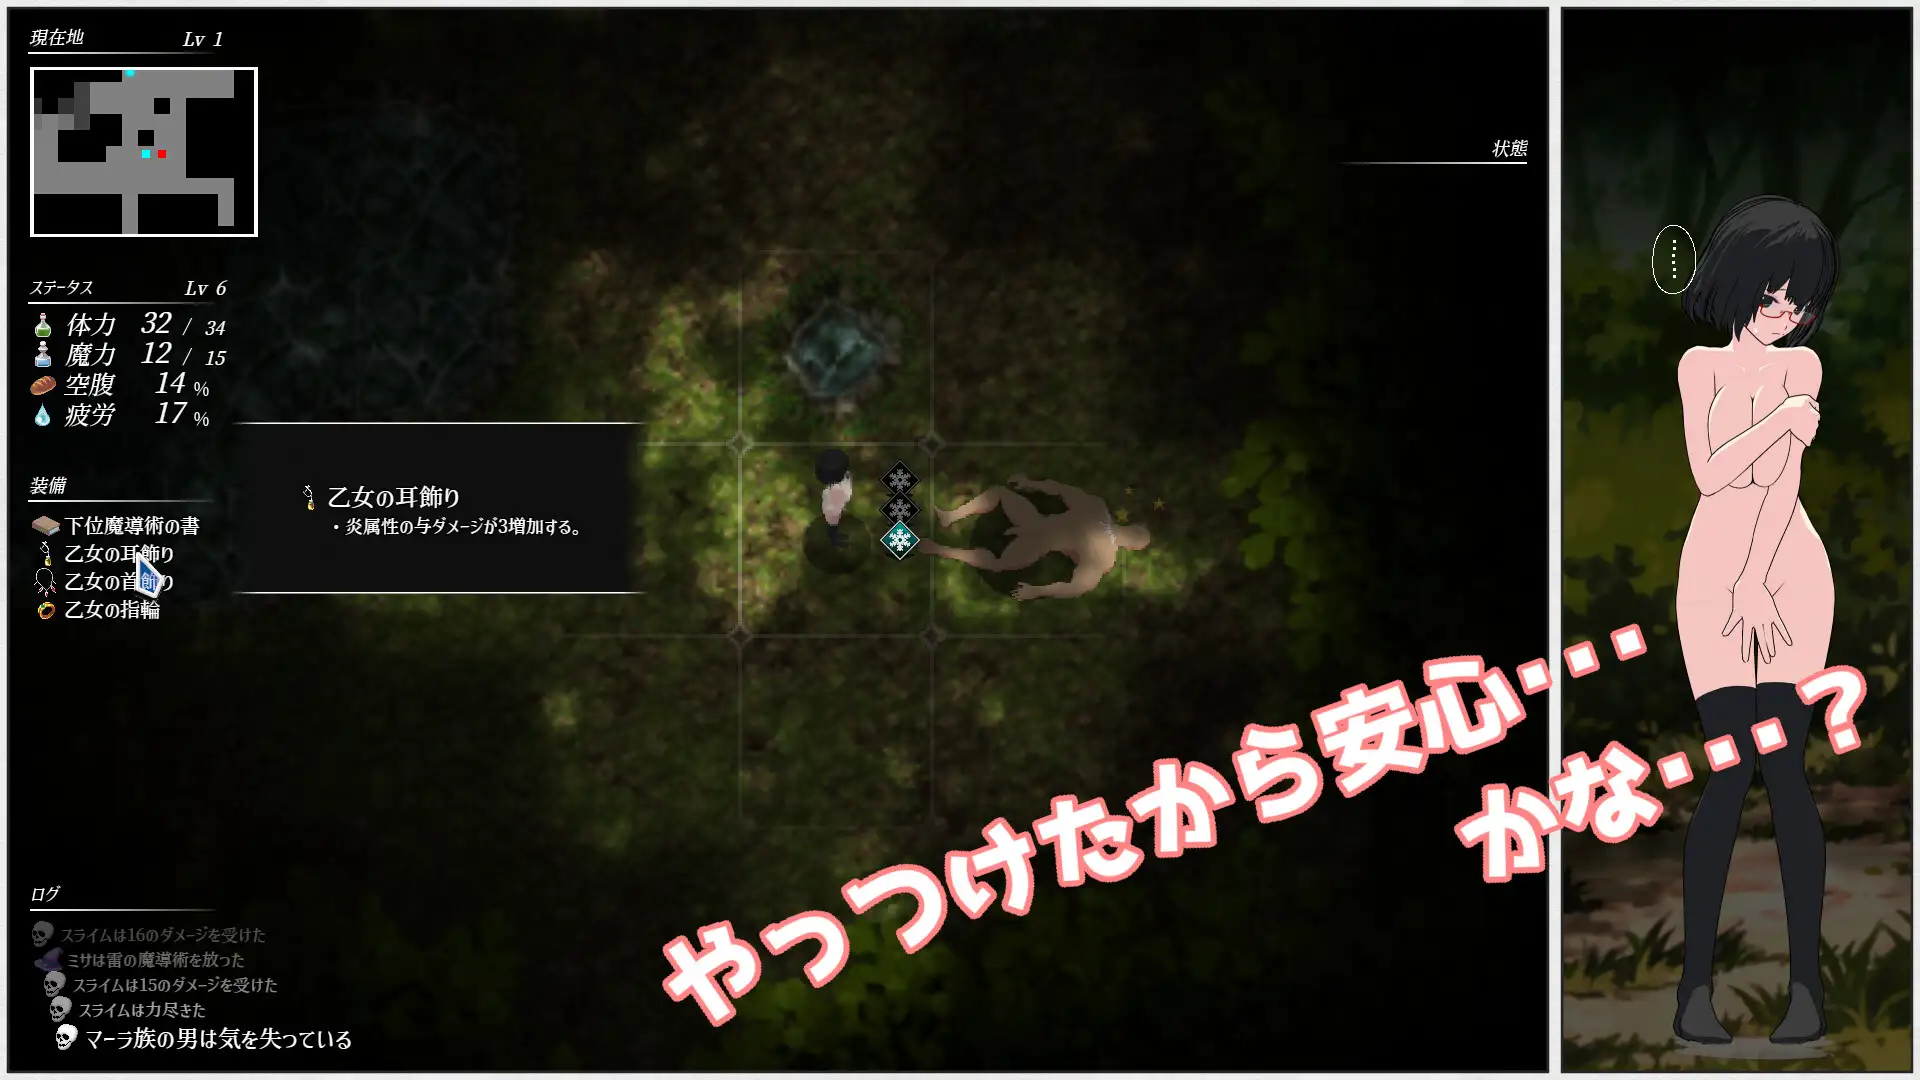 現在地 Lv 1
状態
ステータス Lv 6
体力 32 / 34
魔力 12 / 15
空腹 14 %
疲労 17 %
装備
下位魔導術の書
乙女の耳飾り
乙女の首飾り
乙女の指輪
乙女の耳飾り
・炎属性の与ダメージが3増加する。
やっつけたから安心・・・
かな・・・？
ログ
スライムは16のダメージを受けた
ミサは雷の魔導術を放った
スライムは15のダメージを受けた
スライムは力尽きた
マーラ族の男は気を失っている